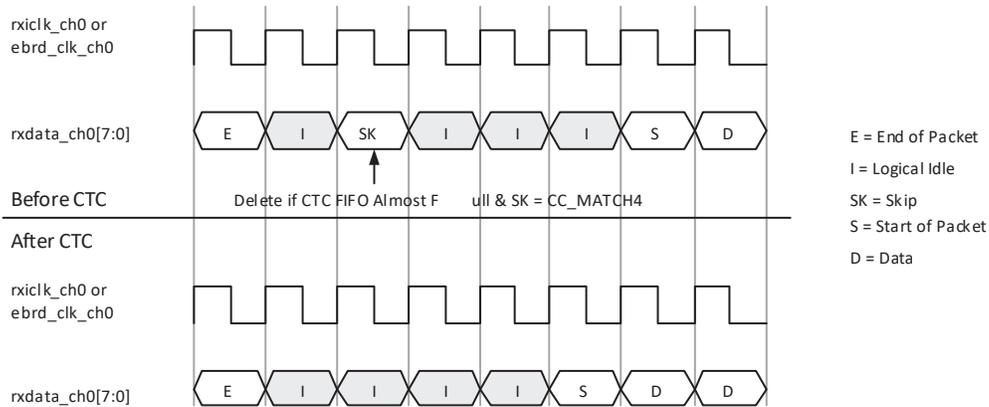 rxiclk_ch0 or
ebrd_clk_ch0
rxdata_ch0[7:0]
E I SK I I I S D
Delete if CTC FIFO Almost F ull & SK = CC_MATCH4
Before CTC
After CTC
rxiclk_ch0 or
ebrd_clk_ch0
rxdata_ch0[7:0]
E I I I I S D D
E = End of Packet
I = Logical Idle
SK = Skip
S = Start of Packet
D = Data